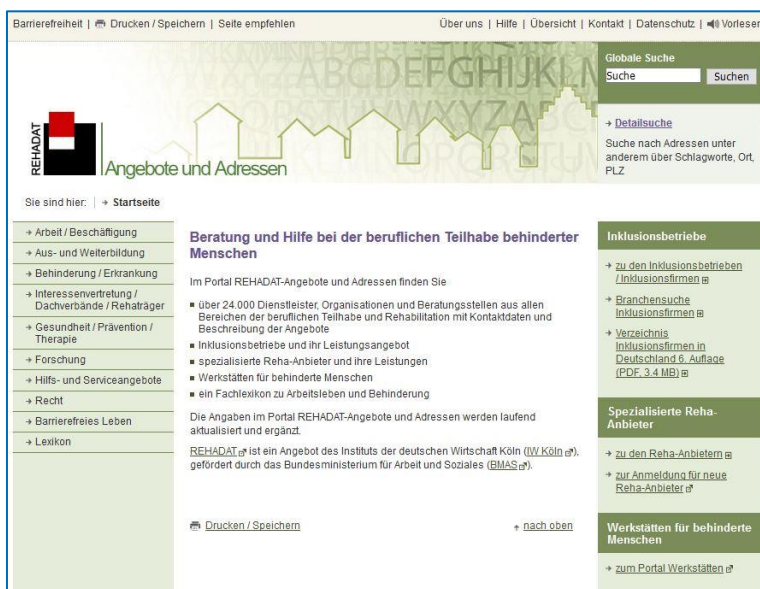 Barrierefreiheit | Drucken / Speichern | Seite empfehlen
Über uns | Hilfe | Übersicht | Kontakt | Datenschutz | Vorlesen
REHADAT
Angebote und Adressen
Globale Suche
Suche Suchen
Detailsuche
Suche nach Adressen unter
anderem über Schlagworte, Ort,
PLZ
Sie sind hier: | Startseite
Arbeit / Beschäftigung
Aus- und Weiterbildung
Behinderung / Erkrankung
Interessenvertretung /
Dachverbände / Rehaträger
Gesundheit / Prävention /
Therapie
Forschung
Hilfs- und Serviceangebote
Recht
Barrierefreies Leben
Lexikon
Beratung und Hilfe bei der beruflichen Teilhabe behinderter
Menschen
Im Portal REHADAT-Angebote und Adressen finden Sie
über 24.000 Dienstleister, Organisationen und Beratungsstellen aus allen
Bereichen der beruflichen Teilhabe und Rehabilitation mit Kontaktdaten und
Beschreibung der Angebote
Inklusionsbetriebe und ihr Leistungsangebot
spezialisierte Reha-Anbieter und ihre Leistungen
Werkstätten für behinderte Menschen
ein Fachlexikon zu Arbeitsleben und Behinderung
Die Angaben im Portal REHADAT-Angebote und Adressen werden laufend
aktualisiert und ergänzt.
REHADAT ist ein Angebot des Instituts der deutschen Wirtschaft Köln (IW Köln),
gefördert durch das Bundesministerium für Arbeit und Soziales (BMAS).
Drucken / Speichern
nach oben
Inklusionsbetriebe
zu den Inklusionsbetrieben
/ Inklusionsfirmen
Branchensuche
Inklusionsfirmen
Verzeichnis
Inklusionsfirmen in
Deutschland 6. Auflage
(PDF, 3.4 MB)
Spezialisierte Reha-
Anbieter
zu den Reha-Anbietern
zur Anmeldung für neue
Reha-Anbieter
Werkstätten für behinderte
Menschen
zum Portal Werkstätten